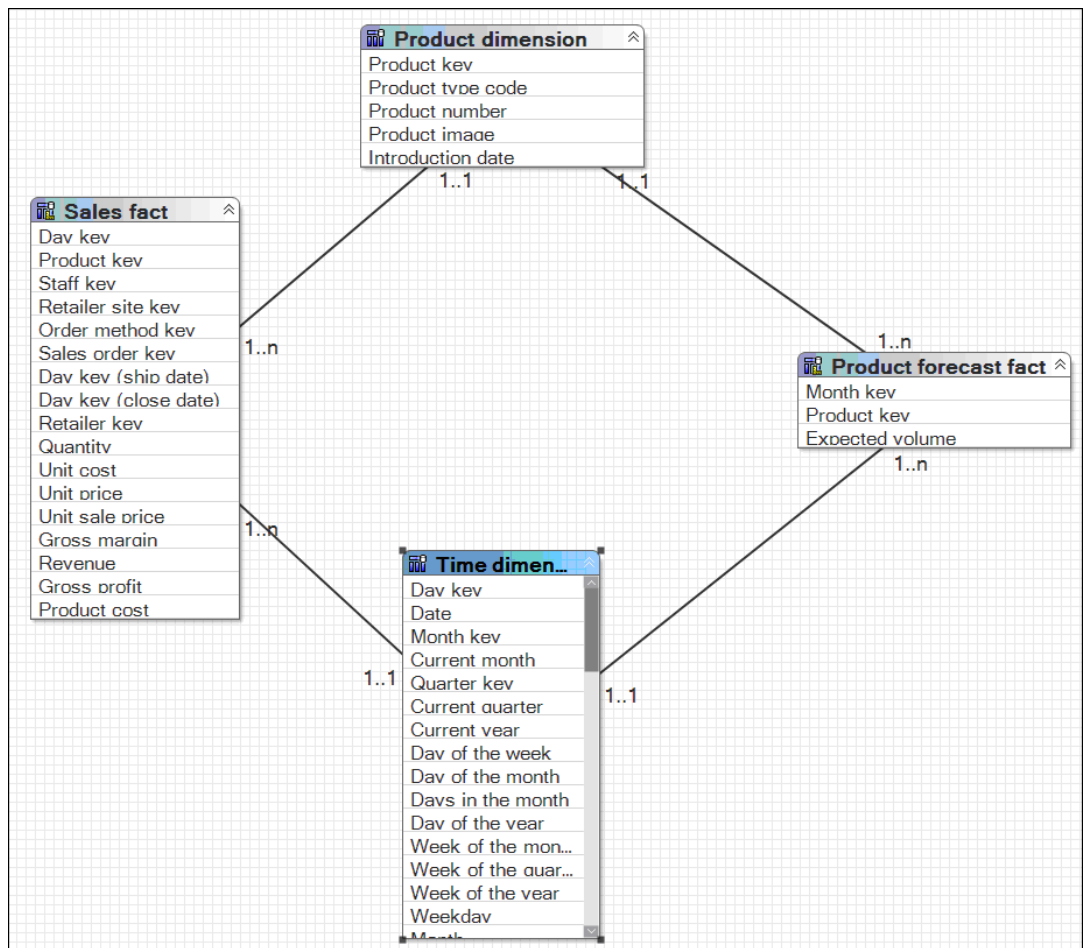 Product dimension
Product key
Product type code
Product number
Product image
Introduction date
1..1
1..1
Sales fact
Day key
Product key
Staff key
Retailer site key
Order method key
Sales order key
Day key (ship date)
Day key (close date)
Retailer key
Quantity
Unit cost
Unit price
Unit sale price
Gross margin
Revenue
Gross profit
Product cost
1..n
1..n
1..n
Product forecast fact
Month key
Product key
Expected volume
1..n
Time dimen...
Day key
Date
Month key
Current month
Quarter key
Current quarter
Current year
Day of the week
Day of the month
Days in the month
Day of the year
Week of the mon...
Week of the quar...
Week of the year
Weekday
Month
1..1
1..1